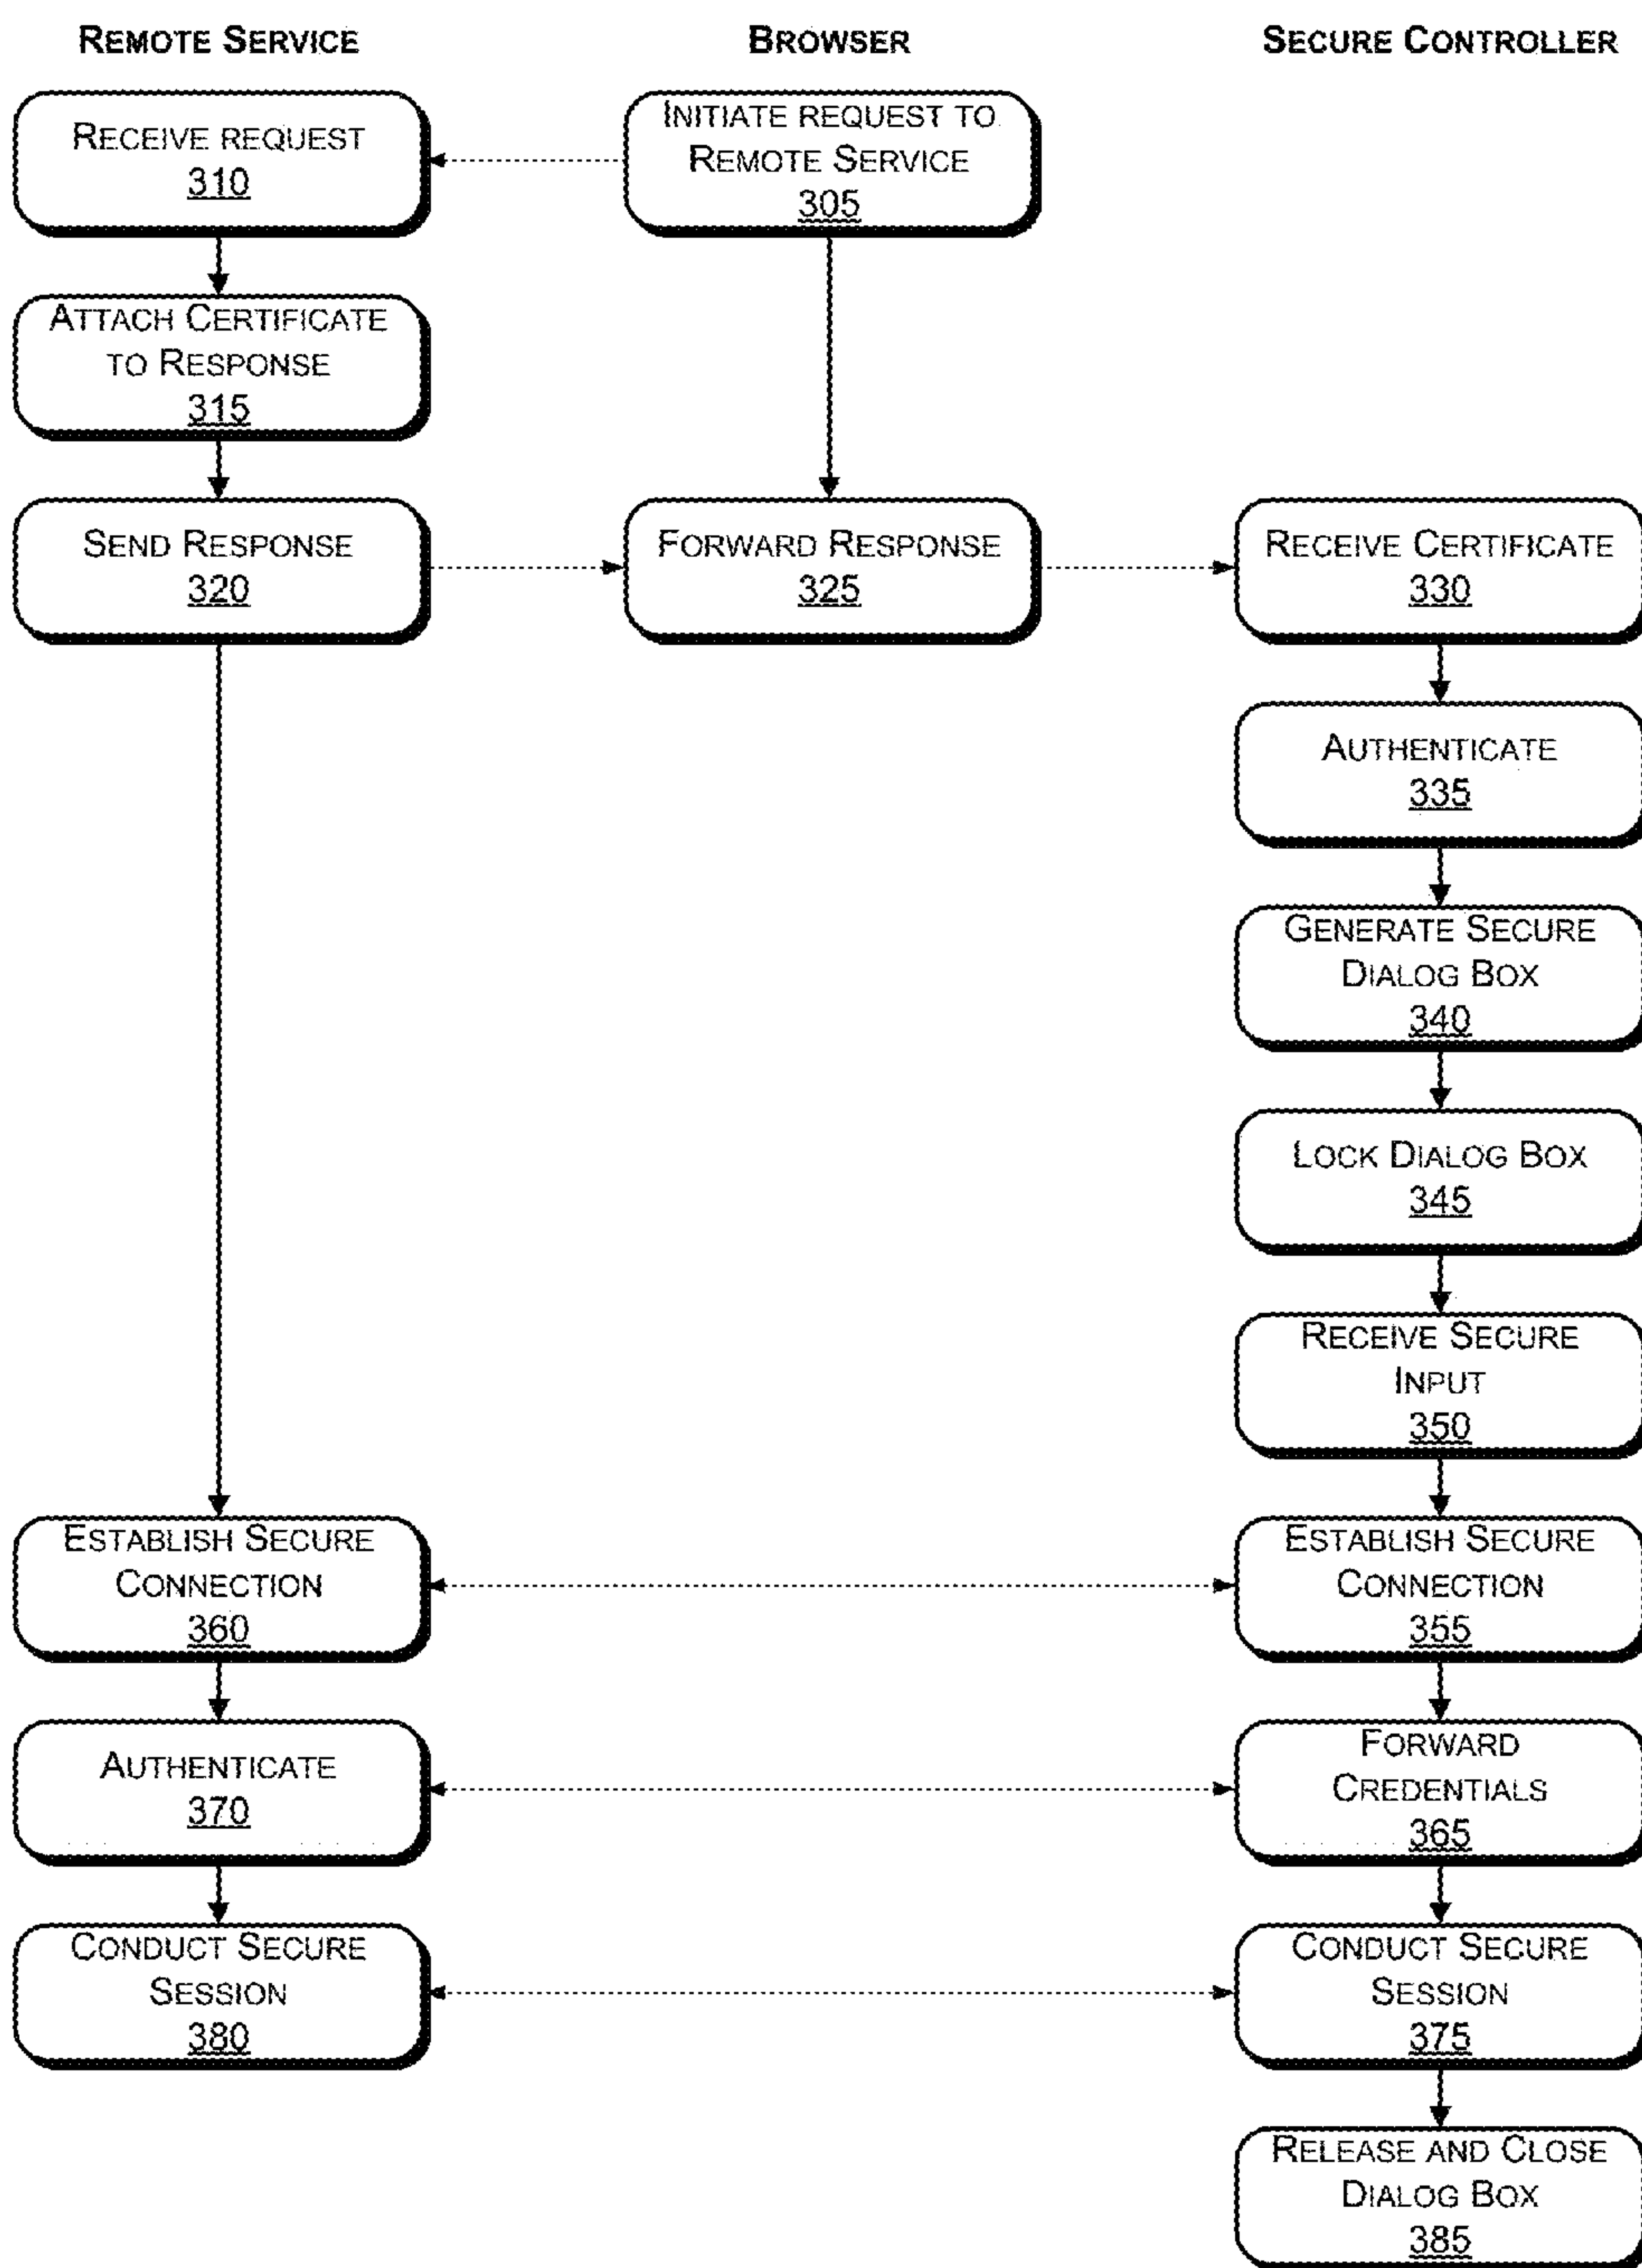 REMOTE SERVICE
BROWSER
SECURE CONTROLLER
RECEIVE REQUEST
310
INITIATE REQUEST TO
REMOTE SERVICE
305
ATTACH CERTIFICATE
TO RESPONSE
315
SEND RESPONSE
320
FORWARD RESPONSE
325
RECEIVE CERTIFICATE
330
AUTHENTICATE
335
GENERATE SECURE
DIALOG BOX
340
LOCK DIALOG BOX
345
RECEIVE SECURE
INPUT
350
ESTABLISH SECURE
CONNECTION
360
ESTABLISH SECURE
CONNECTION
355
AUTHENTICATE
370
FORWARD
CREDENTIALS
365
CONDUCT SECURE
SESSION
380
CONDUCT SECURE
SESSION
375
RELEASE AND CLOSE
DIALOG BOX
385